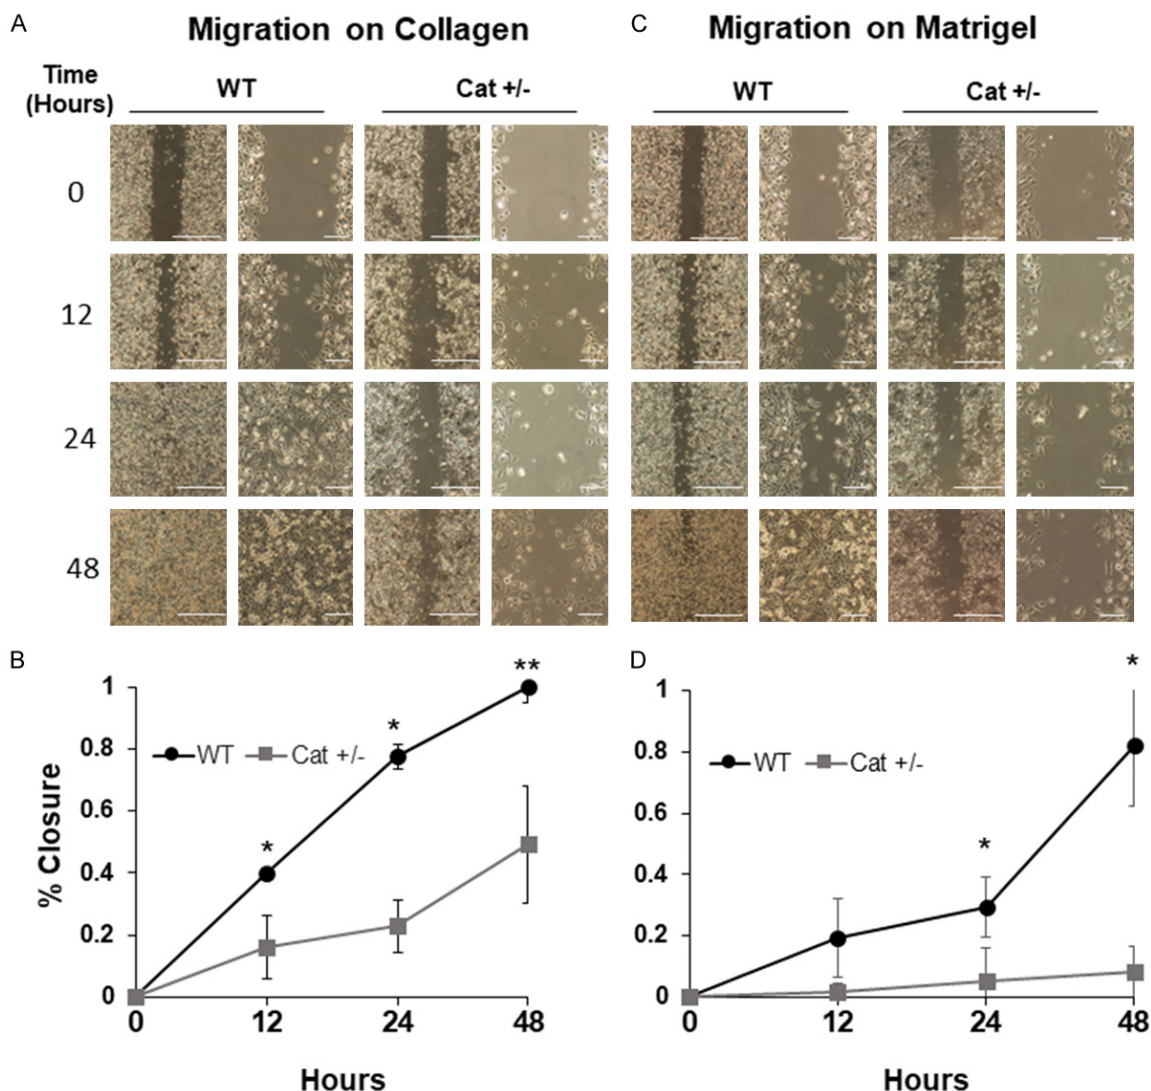 A
Migration on Collagen
C
Migration on Matrigel
Time
(Hours)
WT
Cat +/-
WT
Cat +/-
0
12
24
48
B
1
0.8
0.6
0.4
0.2
0
% Closure
WT
Cat +/-
*
*
**
0
12
24
48
Hours
D
1
0.8
0.6
0.4
0.2
0
WT
Cat +/-
*
*
0
12
24
48
Hours